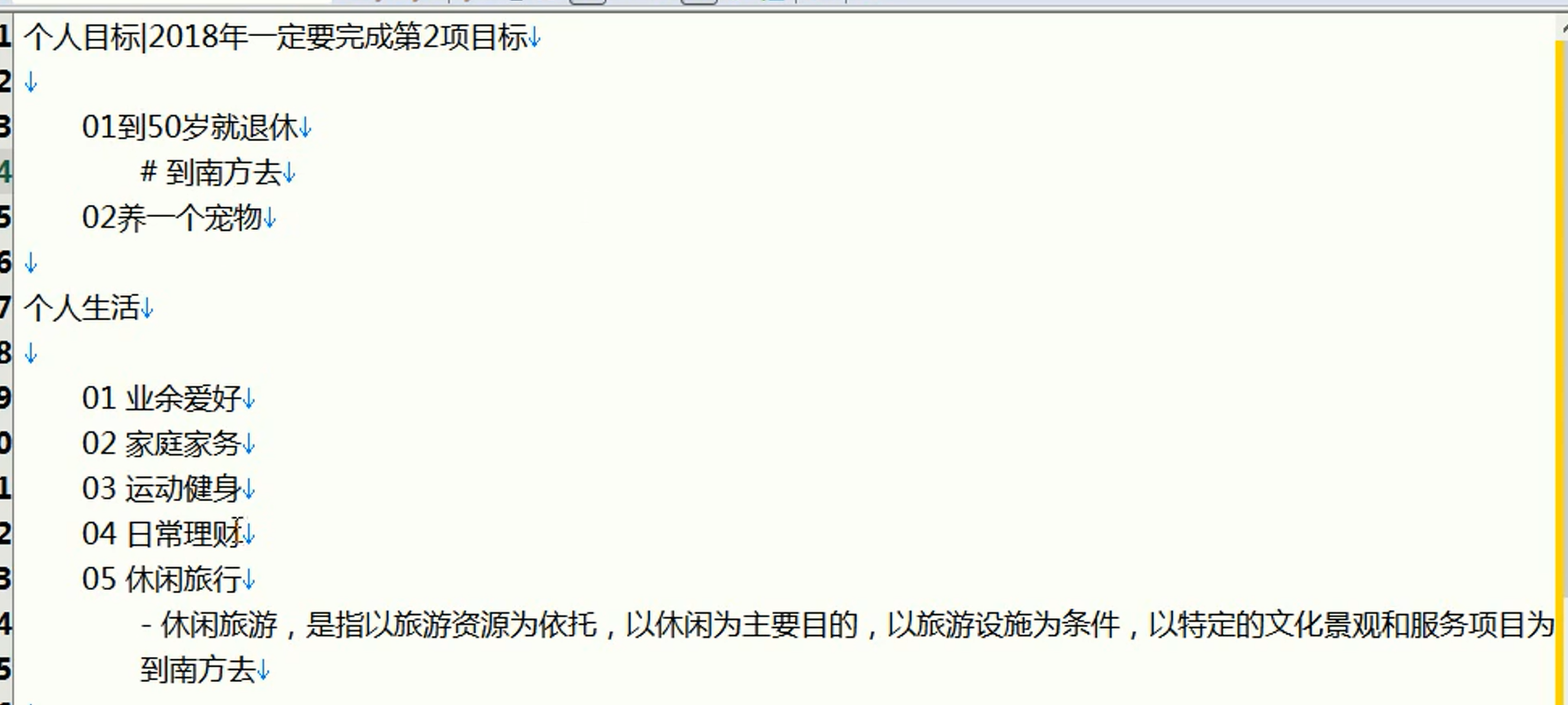 1 个人目标|2018年一定要完成第2项目标↓
2 ↓
3 01到50岁就退休↓
4 # 到南方去↓
5 02养一个宠物↓
6 ↓
7 个人生活↓
8 ↓
9 01 业余爱好↓
0 02 家庭家务↓
1 03 运动健身↓
2 04 日常理财↓
3 05 休闲旅行↓
4 - 休闲旅游，是指以旅游资源为依托，以休闲为主要目的，以旅游设施为条件，以特定的文化景观和服务项目为
5 到南方去↓